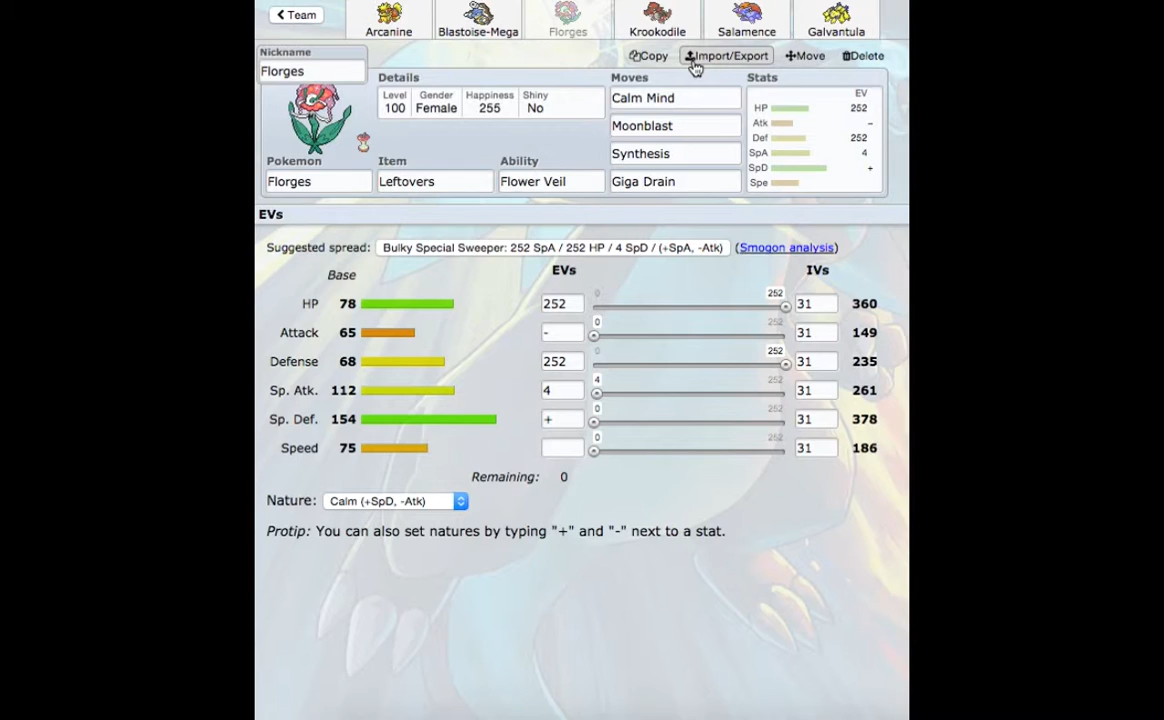 Team
Arcanine Blastoise-Mega Florges Krookodile Salamence Galvantula
Copy Import/Export Move Delete
Nickname
Florges
Details Moves Stats
Level Gender Happiness Shiny
100 Female 255 No
Calm Mind
Moonblast
Synthesis
Giga Drain
EV
HP 252
Atk -
Def 252
SpA 4
SpD +
Spe
Pokemon Item Ability
Florges Leftovers Flower Veil
EVs
Suggested spread: Bulky Special Sweeper: 252 SpA / 252 HP / 4 SpD / (+SpA, -Atk) (Smogon analysis)
Base EVs IVs
HP 78 252 0 252 31 360
Attack 65 - 0 252 31 149
Defense 68 252 0 252 31 235
Sp. Atk. 112 4 4 252 31 261
Sp. Def. 154 + 0 252 31 378
Speed 75 0 252 31 186
Remaining: 0
Nature: Calm (+SpD, -Atk)
Protip: You can also set natures by typing "+" and "-" next to a stat.